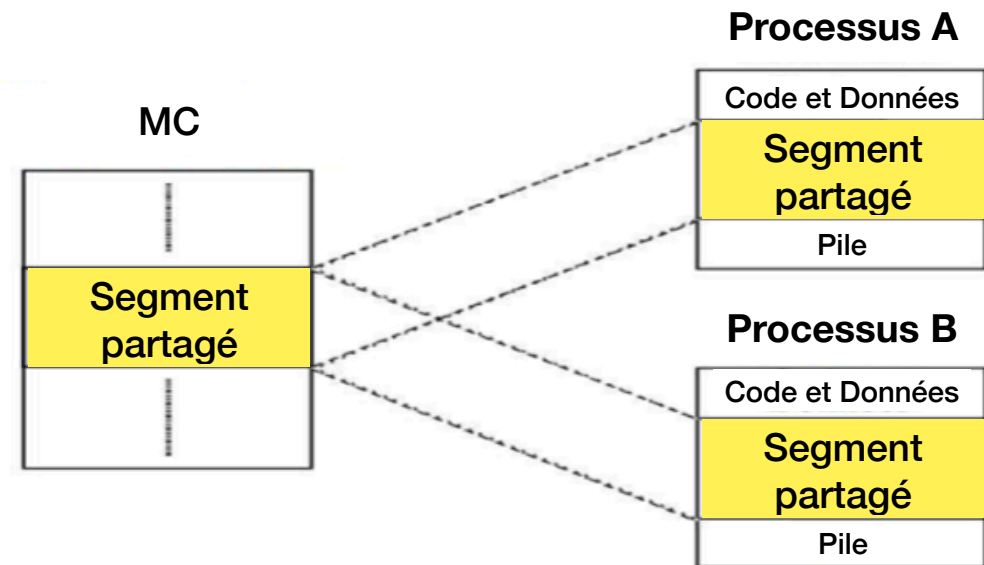 MC
Segment
partagé
Processus A
Code et Données
Segment
partagé
Pile
Processus B
Code et Données
Segment
partagé
Pile